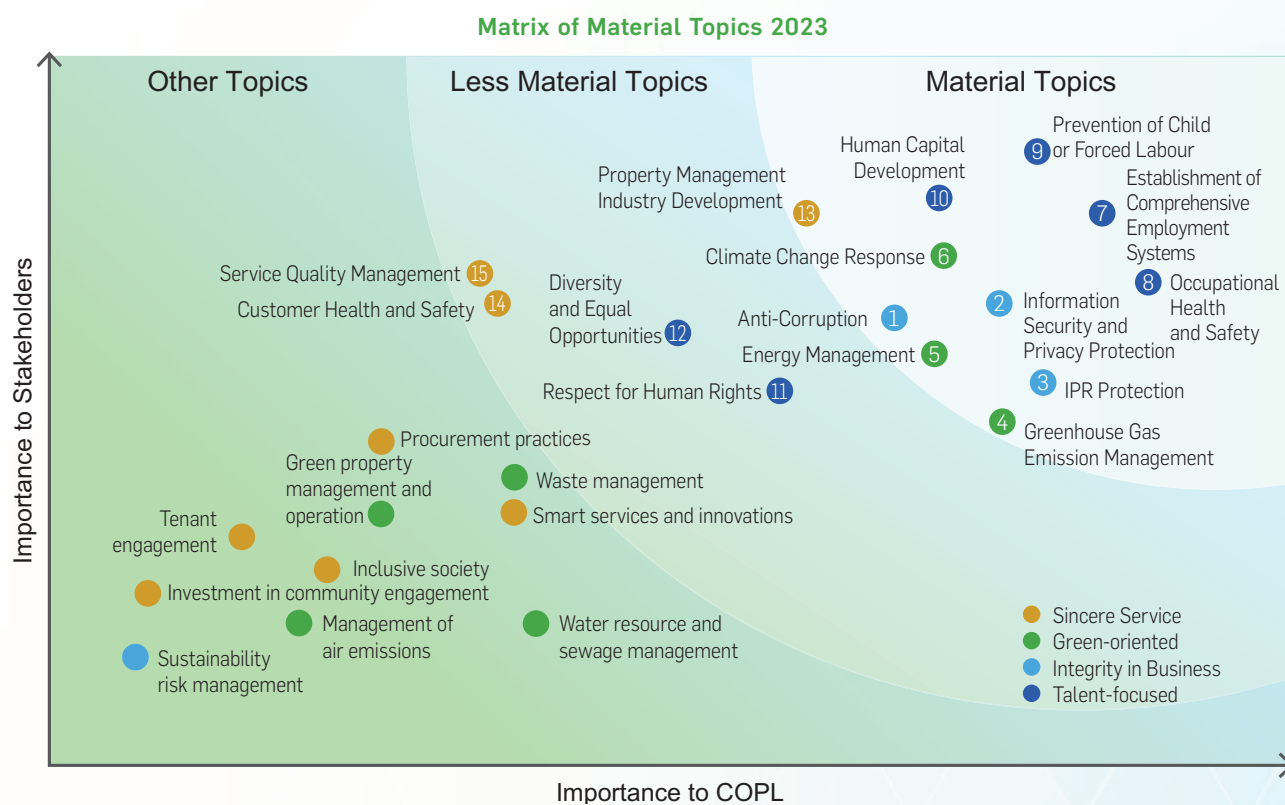 Matrix of Material Topics 2023
Other Topics
Less Material Topics
Material Topics
Prevention of Child
9 or Forced Labour
Human Capital
Development
10
Property Management
Industry Development
13
Establishment of
Comprehensive
Employment
Systems
7
Climate Change Response
6
Service Quality Management
15
Customer Health and Safety
14
Diversity
and Equal
Opportunities
12
Anti-Corruption
1
2
Information
Security and
Privacy Protection
8
Occupational
Health
and Safety
Energy Management
5
Respect for Human Rights
11
3
IPR Protection
4
Greenhouse Gas
Emission Management
Procurement practices
Green property
management and
operation
Waste management
Smart services and innovations
Tenant
engagement
Inclusive society
Investment in community engagement
Management of
air emissions
Water resource and
sewage management
Sustainability
risk management
Sincere Service
Green-oriented
Integrity in Business
Talent-focused
Importance to Stakeholders
Importance to COPL